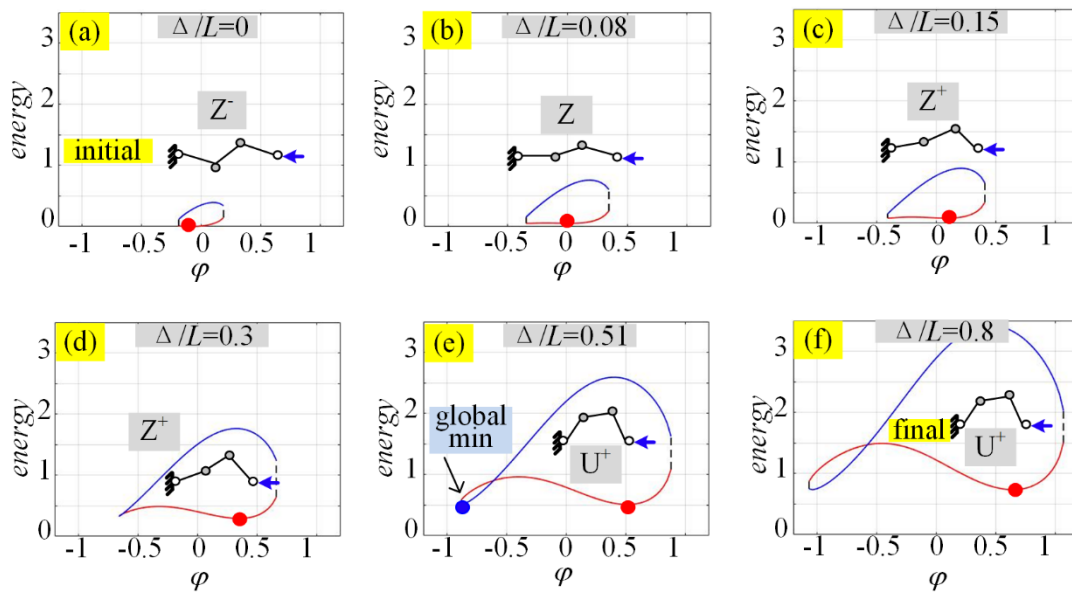 (a) Δ/L=0
3
2
1
0
energy
Z-
initial
-1 -0.5 0 0.5 1
φ
(b) Δ/L=0.08
3
2
1
0
energy
Z
-1 -0.5 0 0.5 1
φ
(c) Δ/L=0.15
3
2
1
0
energy
Z+
-1 -0.5 0 0.5 1
φ
(d) Δ/L=0.3
3
2
1
0
energy
Z+
-1 -0.5 0 0.5 1
φ
(e) Δ/L=0.51
3
2
1
0
energy
global
min
U+
-1 -0.5 0 0.5 1
φ
(f) Δ/L=0.8
3
2
1
0
energy
final
U+
-1 -0.5 0 0.5 1
φ